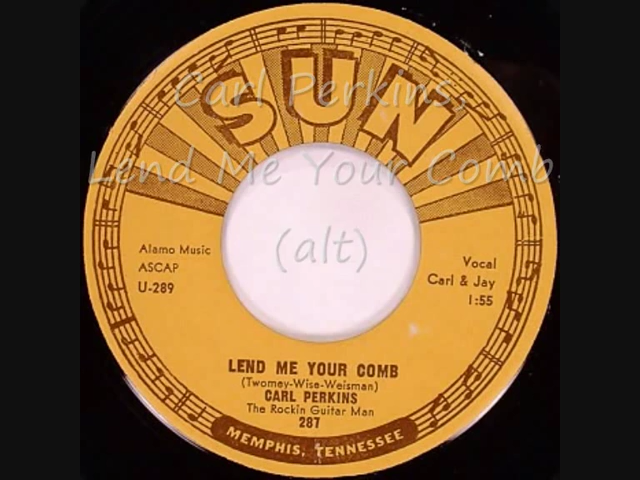 SUN
Carl Perkins,
Lend Me Your Comb
(alt)
Alamo Music
ASCAP
U-289
Vocal
Carl & Jay
1:55
LEND ME YOUR COMB
(Twomey-Wise-Weisman)
CARL PERKINS
The Rockin Guitar Man
287
MEMPHIS, TENNESSEE